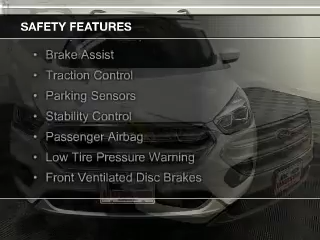 SAFETY FEATURES
• Brake Assist
• Traction Control
• Parking Sensors
• Stability Control
• Passenger Airbag
• Low Tire Pressure Warning
• Front Ventilated Disc Brakes